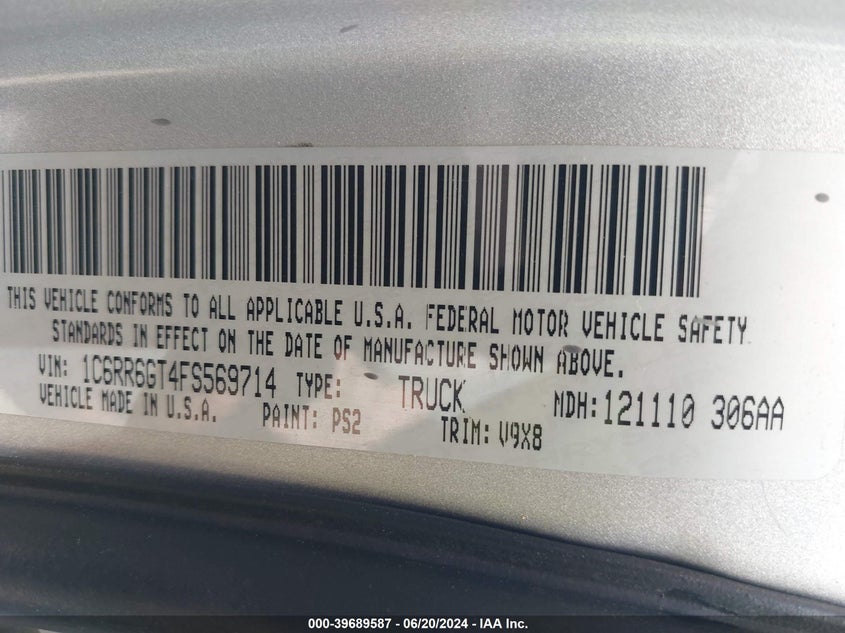 THIS VEHICLE CONFORMS TO ALL APPLICABLE U.S.A. FEDERAL MOTOR VEHICLE SAFETY
STANDARDS IN EFFECT ON THE DATE OF MANUFACTURE SHOWN ABOVE.
VIN: 1C6RR6GT4FS569714 TYPE: TRUCK MDH:121110 306AA
VEHICLE MADE IN U.S.A. PAINT: PS2 TRIM: V9X8
000-39689587 - 06/20/2024 - IAA Inc.